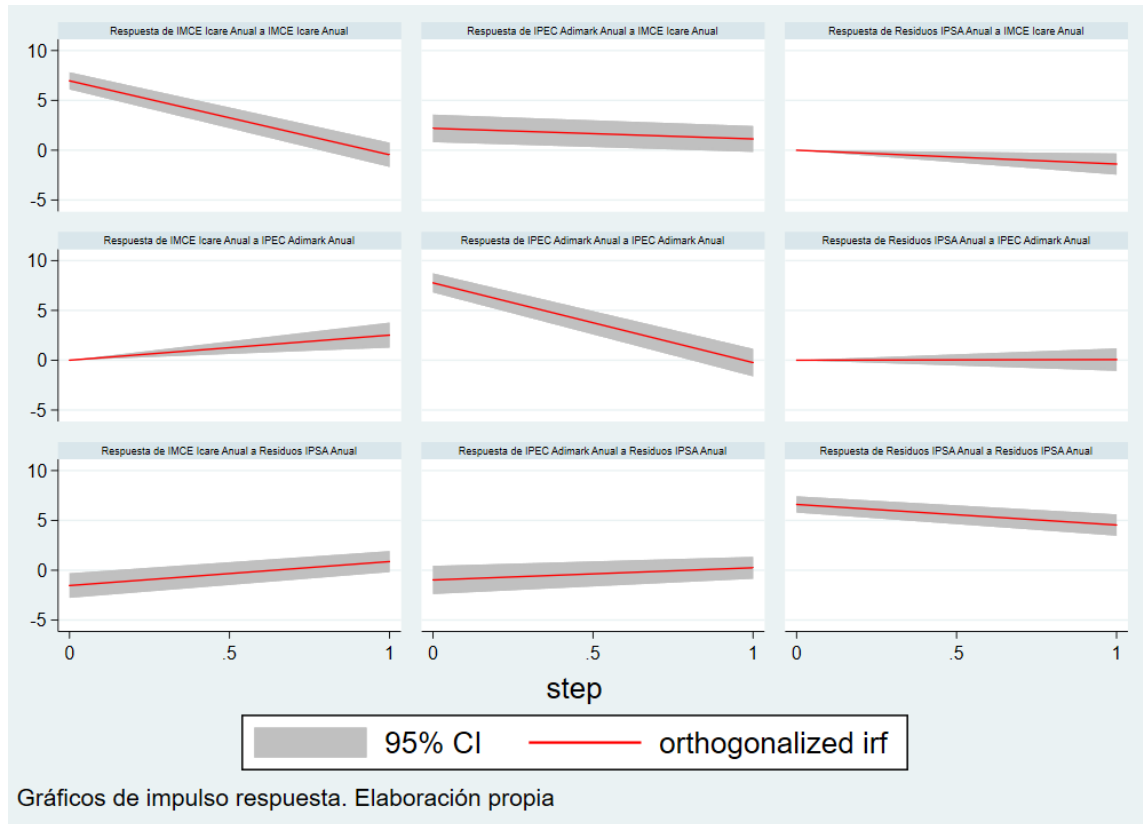 Respuesta de IMCE Icare Anual a IMCE Icare Anual
Respuesta de IPEC Adimark Anual a IMCE Icare Anual
Respuesta de Residuos IPSA Anual a IMCE Icare Anual
10
5
0
-5
Respuesta de IMCE Icare Anual a IPEC Adimark Anual
Respuesta de IPEC Adimark Anual a IPEC Adimark Anual
Respuesta de Residuos IPSA Anual a IPEC Adimark Anual
10
5
0
-5
Respuesta de IMCE Icare Anual a Residuos IPSA Anual
Respuesta de IPEC Adimark Anual a Residuos IPSA Anual
Respuesta de Residuos IPSA Anual a Residuos IPSA Anual
10
5
0
-5
0 .5 1 0 .5 1 0 .5 1
step
95% CI orthogonalized irf
Gráficos de impulso respuesta. Elaboración propia